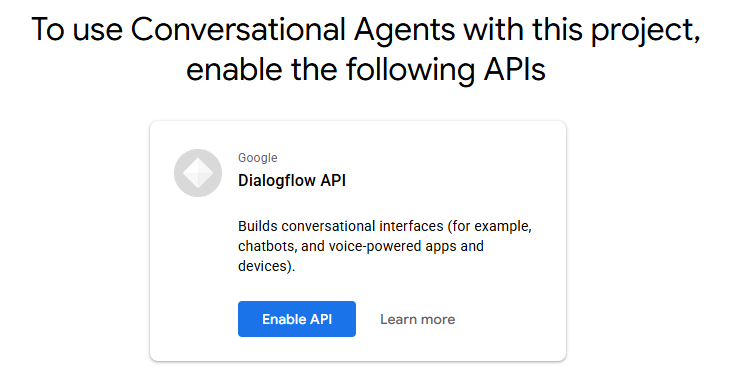 To use Conversational Agents with this project,
enable the following APIs
Google
Dialogflow API
Builds conversational interfaces (for example,
chatbots, and voice-powered apps and
devices).
Enable API
Learn more